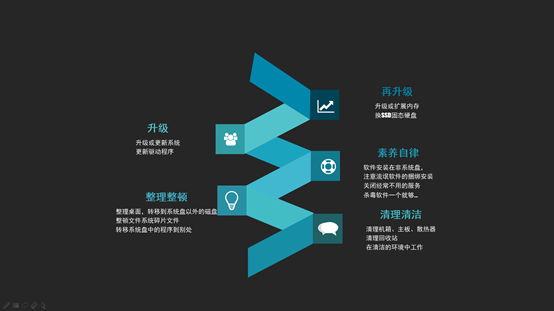 再升级
升级或扩展内存
换SSD固态硬盘
升级
升级或更新系统
更新驱动程序
素养自律
软件安装在非系统盘,
注意流氓软件的捆绑安装
关闭经常不用的服务
杀毒软件一个就够...
整理整顿
整理桌面，转移到系统盘以外的磁盘
整顿文件系统碎片文件
转移系统盘中的程序到别处
清理清洁
清理机箱、主板、散热器
清理回收站
在清洁的环境中工作